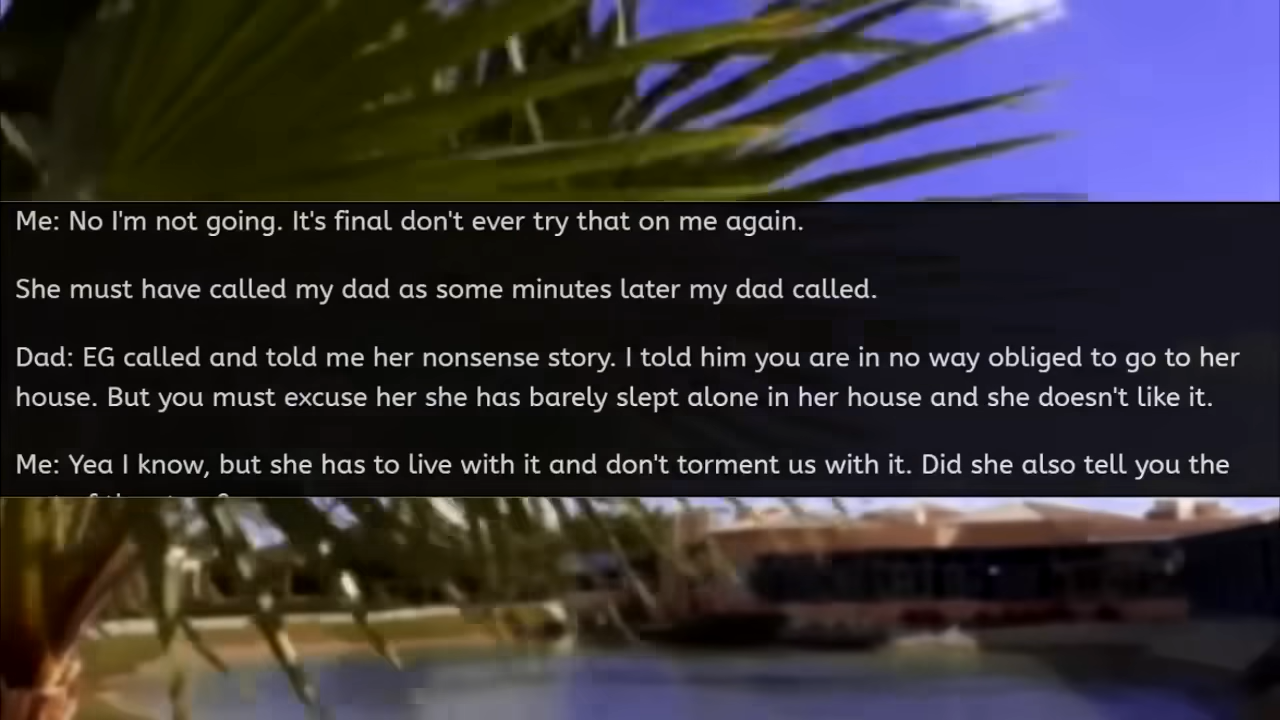 Me: No I'm not going. It's final don't ever try that on me again.
She must have called my dad as some minutes later my dad called.
Dad: EG called and told me her nonsense story. I told him you are in no way obliged to go to her
house. But you must excuse her she has barely slept alone in her house and she doesn't like it.
Me: Yea I know, but she has to live with it and don't torment us with it. Did she also tell you the